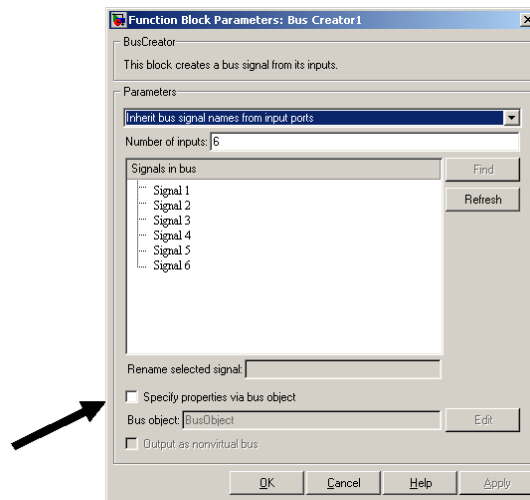 Function Block Parameters: Bus Creator1
BusCreator
This block creates a bus signal from its inputs.
Parameters
Inherit bus signal names from input ports
Number of inputs: 6
Signals in bus
Find
Signal 1
Refresh
Signal 2
Signal 3
Signal 4
Signal 5
Signal 6
Rename selected signal:
Specify properties via bus object
Bus object: BusObject Edit
Output as nonvirtual bus
OK Cancel Help Apply